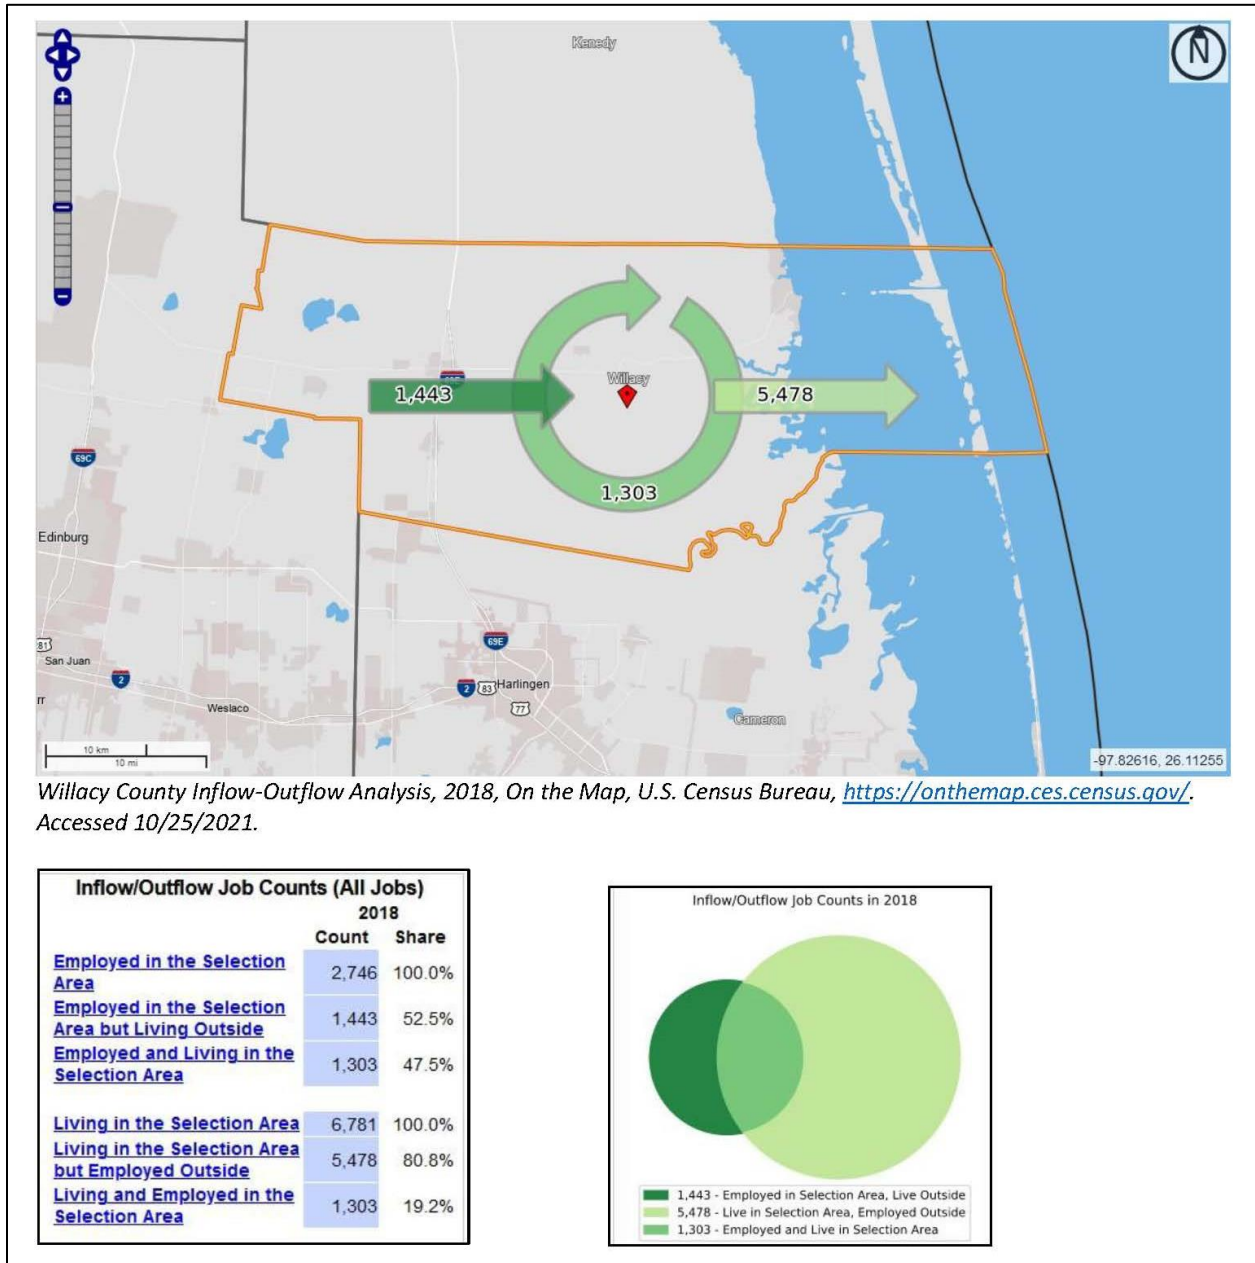 Kenedy
N
Willacy
1,443
5,478
1,303
69C
Edinburg
81
San Juan
2
rr
Weslaco
69E
2
83
Harlingen
77
Cameron
10 km
10 mi
-97.82616, 26.11255
Willacy County Inflow-Outflow Analysis, 2018, On the Map, U.S. Census Bureau, https://onthemap.ces.census.gov/.
Accessed 10/25/2021.
Inflow/Outflow Job Counts (All Jobs)
2018
Count Share
Employed in the Selection
Area 2,746 100.0%
Employed in the Selection
Area but Living Outside 1,443 52.5%
Employed and Living in the
Selection Area 1,303 47.5%
Living in the Selection Area 6,781 100.0%
Living in the Selection Area
but Employed Outside 5,478 80.8%
Living and Employed in the
Selection Area 1,303 19.2%
Inflow/Outflow Job Counts in 2018
1,443 - Employed in Selection Area, Live Outside
5,478 - Live in Selection Area, Employed Outside
1,303 - Employed and Live in Selection Area